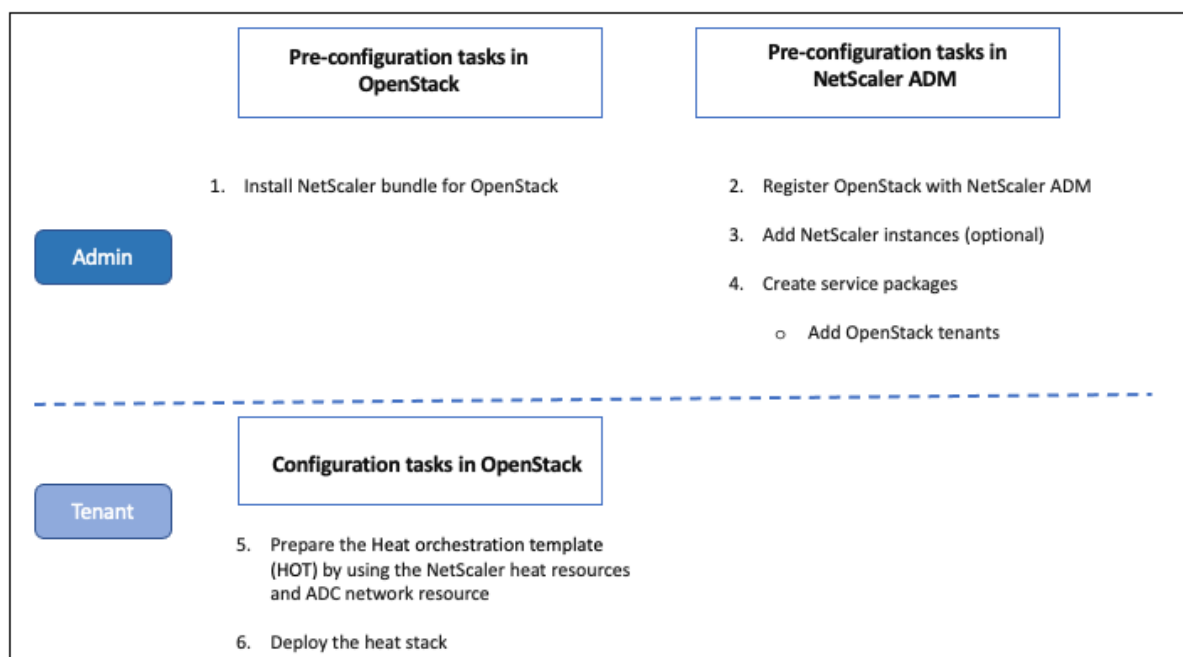 Pre-configuration tasks in
OpenStack
Pre-configuration tasks in
NetScaler ADM
1. Install NetScaler bundle for OpenStack
2. Register OpenStack with NetScaler ADM
3. Add NetScaler instances (optional)
4. Create service packages
o Add OpenStack tenants
Admin
Configuration tasks in OpenStack
Tenant
5. Prepare the Heat orchestration template
(HOT) by using the NetScaler heat resources
and ADC network resource
6. Deploy the heat stack